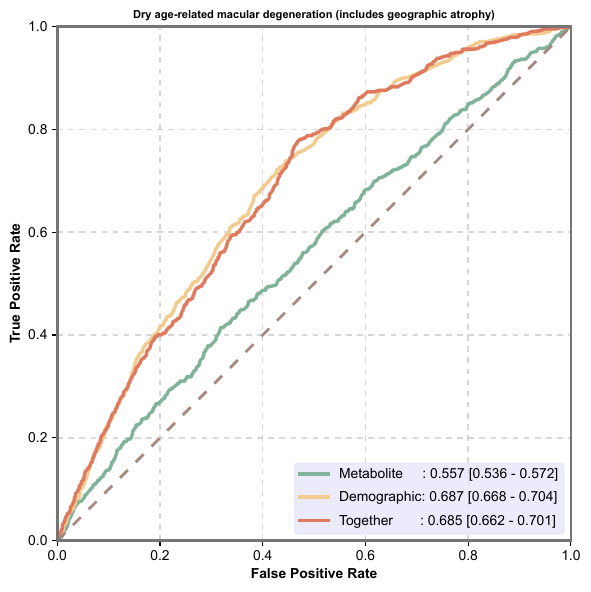 Dry age-related macular degeneration (includes geographic atrophy)
1.0
0.8
0.6
0.4
0.2
0.0
True Positive Rate
Metabolite : 0.557 [0.536 - 0.572]
Demographic: 0.687 [0.668 - 0.704]
Together : 0.685 [0.662 - 0.701]
0.0 0.2 0.4 0.6 0.8 1.0
False Positive Rate